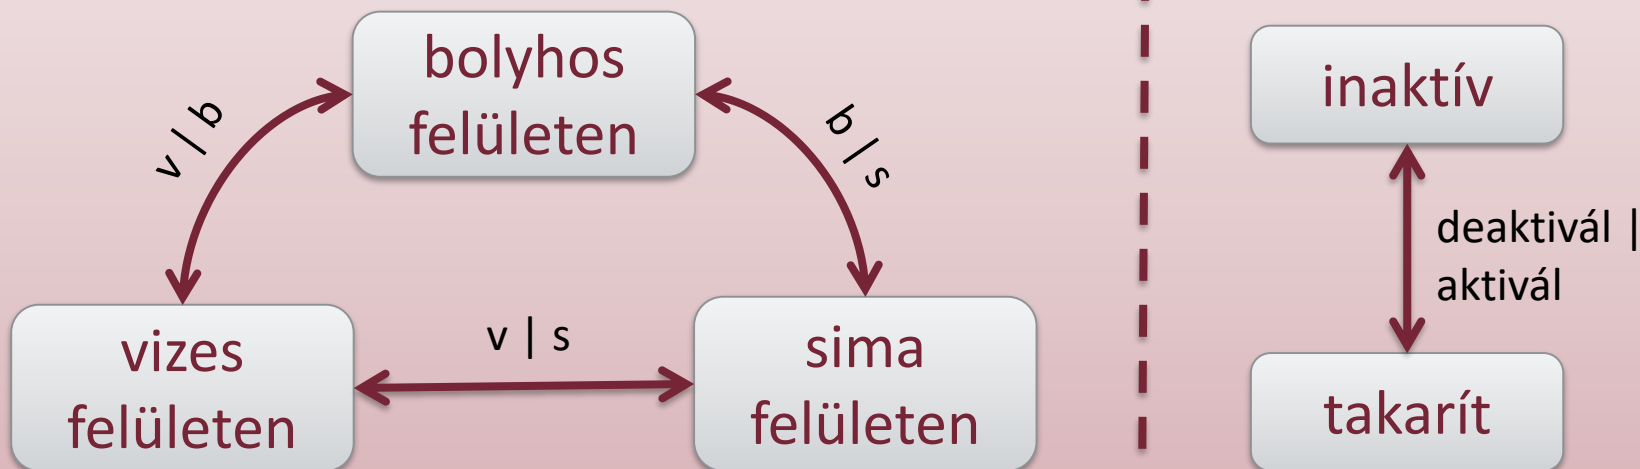 bolyhos
felületen
v | b
b | s
vizes
felületen
v | s
sima
felületen
inaktív
deaktivál |
aktivál
takarít